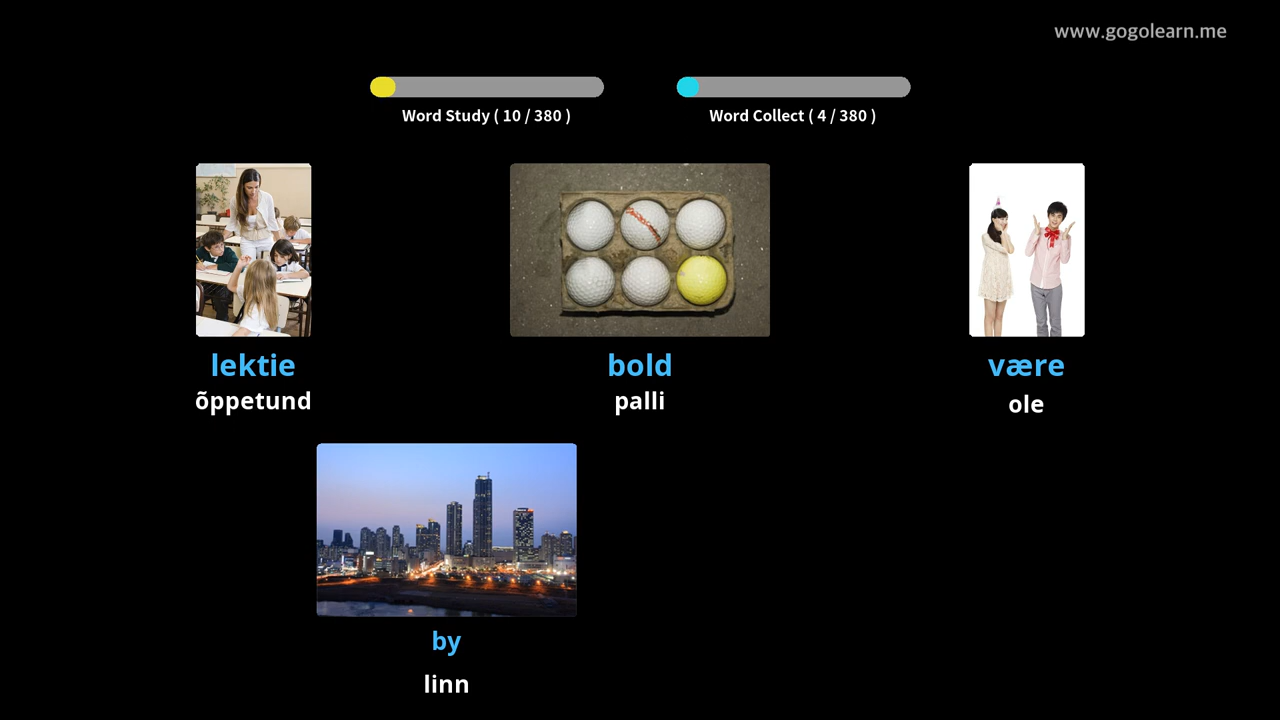 www.gogolearn.me
Word Study ( 10 / 380 )
Word Collect ( 4 / 380 )
lektie
õppetund
bold
palli
være
ole
by
linn